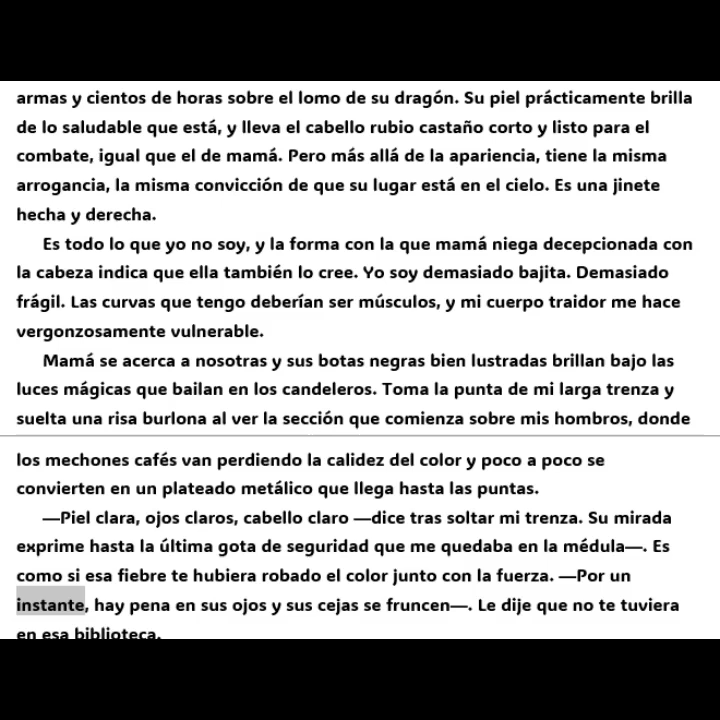 armas y cientos de horas sobre el lomo de su dragón. Su piel prácticamente brilla
de lo saludable que está, y lleva el cabello rubio castaño corto y listo para el
combate, igual que el de mamá. Pero más allá de la apariencia, tiene la misma
arrogancia, la misma convicción de que su lugar está en el cielo. Es una jinete
hecha y derecha.
Es todo lo que yo no soy, y la forma con la que mamá niega decepcionada con
la cabeza indica que ella también lo cree. Yo soy demasiado bajita. Demasiado
frágil. Las curvas que tengo deberían ser músculos, y mi cuerpo traidor me hace
vergonzosamente vulnerable.
Mamá se acerca a nosotras y sus botas negras bien lustradas brillan bajo las
luces mágicas que bailan en los candeleros. Toma la punta de mi larga trenza y
suelta una risa burlona al ver la sección que comienza sobre mis hombros, donde
los mechones cafés van perdiendo la calidez del color y poco a poco se
convierten en un plateado metálico que llega hasta las puntas.
—Piel clara, ojos claros, cabello claro —dice tras soltar mi trenza. Su mirada
exprime hasta la última gota de seguridad que me quedaba en la médula—. Es
como si esa fiebre te hubiera robado el color junto con la fuerza. —Por un
instante, hay pena en sus ojos y sus cejas se fruncen—. Le dije que no te tuviera
en esa biblioteca.